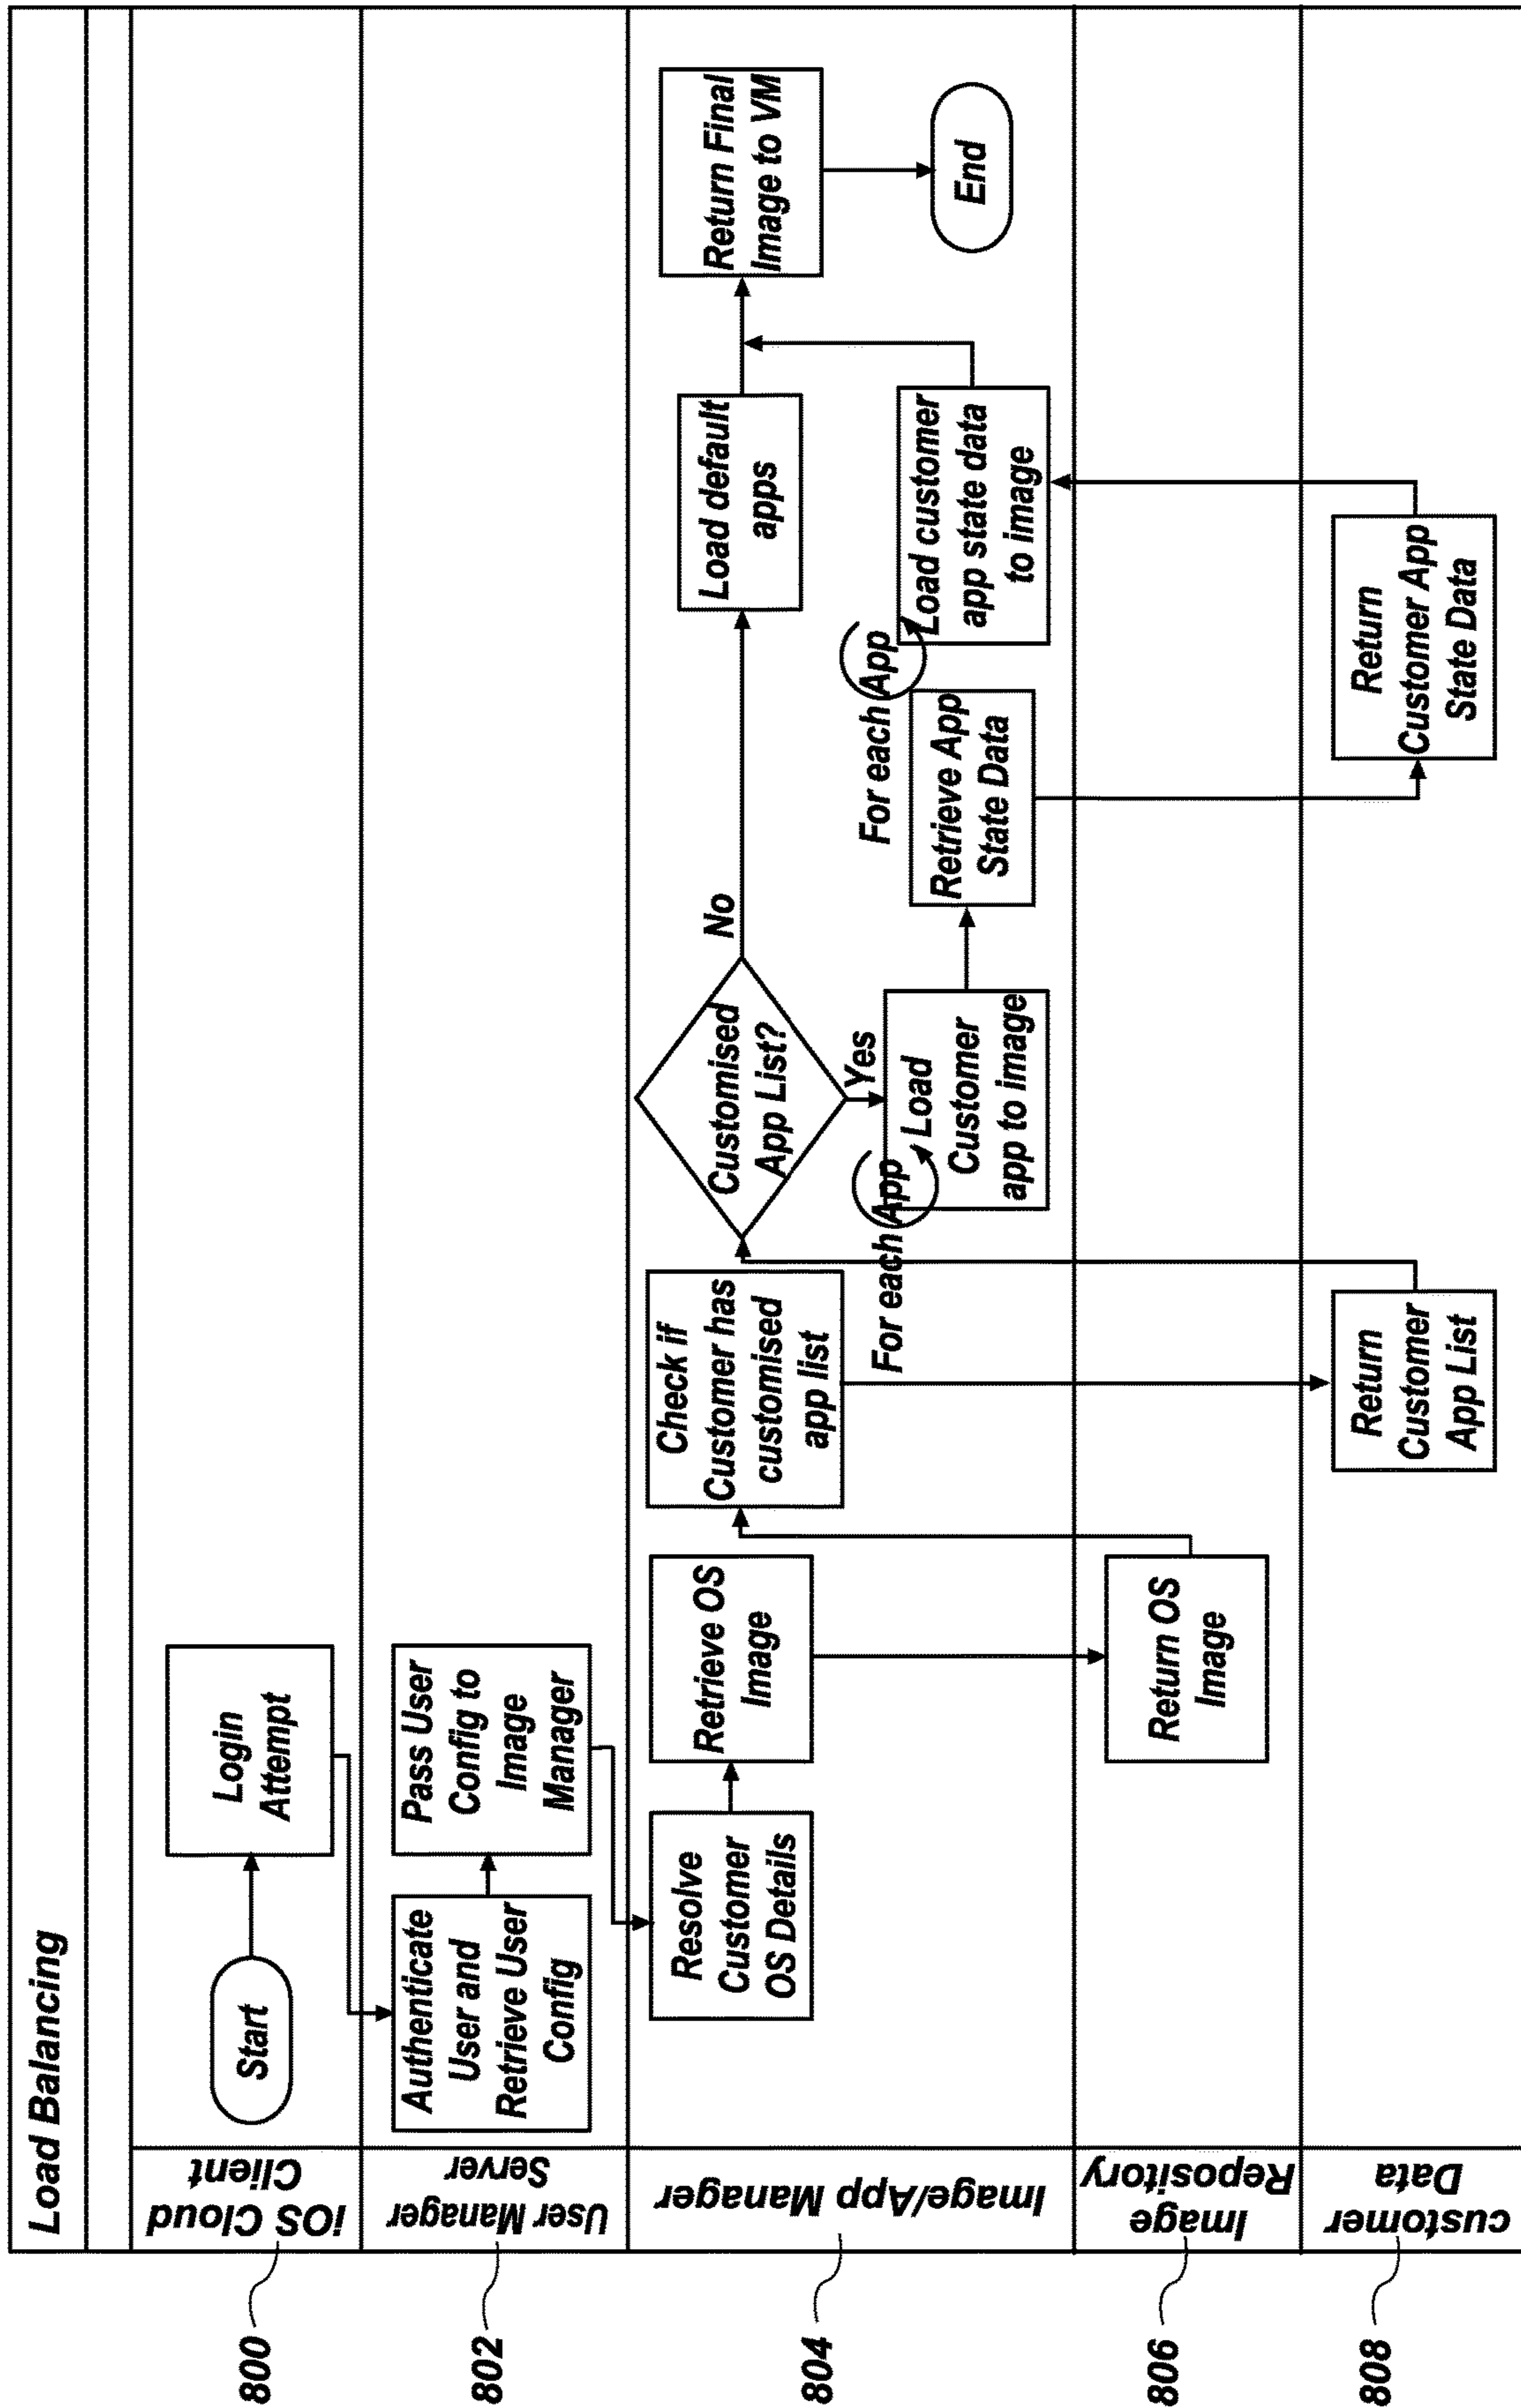 Load Balancing
800
iOS Cloud
Client
Start
Login
Attempt
802
User Manager
Server
Authenticate
User and
Retrieve User
Config
Pass User
Config to
Image
Manager
804
Image/App Manager
Resolve
Customer
OS Details
Retrieve OS
Image
Check if
Customer has
customised
app list
Customised
App List?
No
Yes
For each App
Load
Customer
app to image
Retrieve App
State Data
For each App
Load customer
app state data
to image
Load default
apps
Return Final
Image to VM
End
806
Image
Repository
Return OS
Image
808
customer
Data
Return
Customer
App List
Return
Customer App
State Data